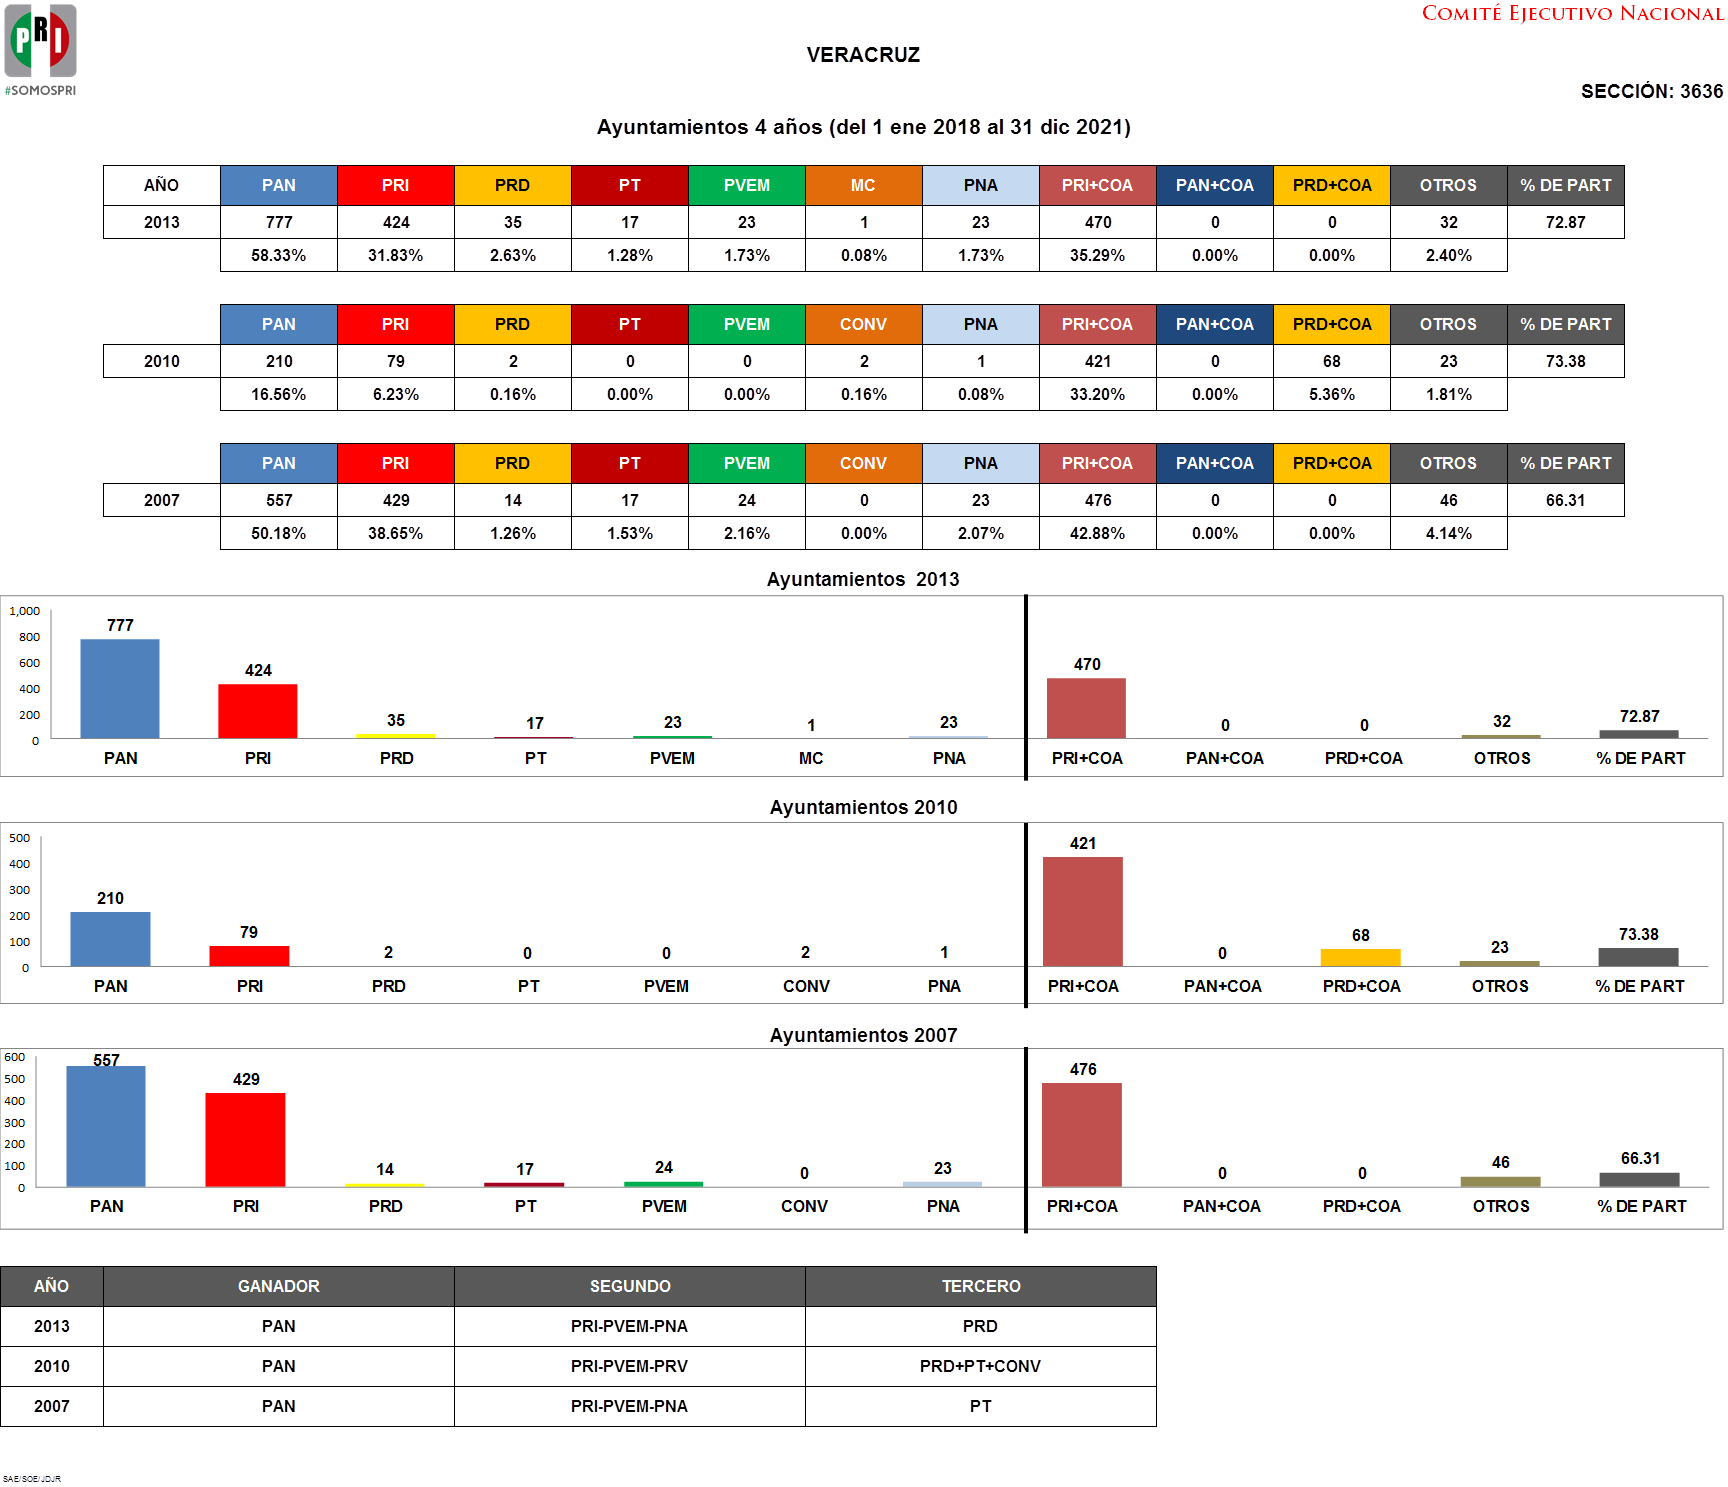 PRI
#SOMOSPRI
COMITÉ EJECUTIVO NACIONAL
VERACRUZ
SECCIÓN: 3636
Ayuntamientos 4 años (del 1 ene 2018 al 31 dic 2021)
AÑO PAN PRI PRD PT PVEM MC PNA PRI+COA PAN+COA PRD+COA OTROS % DE PART
2013 777 424 35 17 23 1 23 470 0 0 32 72.87
58.33% 31.83% 2.63% 1.28% 1.73% 0.08% 1.73% 35.29% 0.00% 0.00% 2.40%
PAN PRI PRD PT PVEM CONV PNA PRI+COA PAN+COA PRD+COA OTROS % DE PART
2010 210 79 2 0 0 2 1 421 0 68 23 73.38
16.56% 6.23% 0.16% 0.00% 0.00% 0.16% 0.08% 33.20% 0.00% 5.36% 1.81%
PAN PRI PRD PT PVEM CONV PNA PRI+COA PAN+COA PRD+COA OTROS % DE PART
2007 557 429 14 17 24 0 23 476 0 0 46 66.31
50.18% 38.65% 1.26% 1.53% 2.16% 0.00% 2.07% 42.88% 0.00% 0.00% 4.14%
Ayuntamientos 2013
1,000
800
600
400
200
0
777 424 35 17 23 1 23 470 0 0 32 72.87
PAN PRI PRD PT PVEM MC PNA PRI+COA PAN+COA PRD+COA OTROS % DE PART
Ayuntamientos 2010
500
400
300
200
100
0
210 79 2 0 0 2 1 421 0 68 23 73.38
PAN PRI PRD PT PVEM CONV PNA PRI+COA PAN+COA PRD+COA OTROS % DE PART
Ayuntamientos 2007
600
500
400
300
200
100
0
557 429 14 17 24 0 23 476 0 0 46 66.31
PAN PRI PRD PT PVEM CONV PNA PRI+COA PAN+COA PRD+COA OTROS % DE PART
AÑO GANADOR SEGUNDO TERCERO
2013 PAN PRI-PVEM-PNA PRD
2010 PAN PRI-PVEM-PRV PRD+PT+CONV
2007 PAN PRI-PVEM-PNA PT
SAE/SOE/JDJR